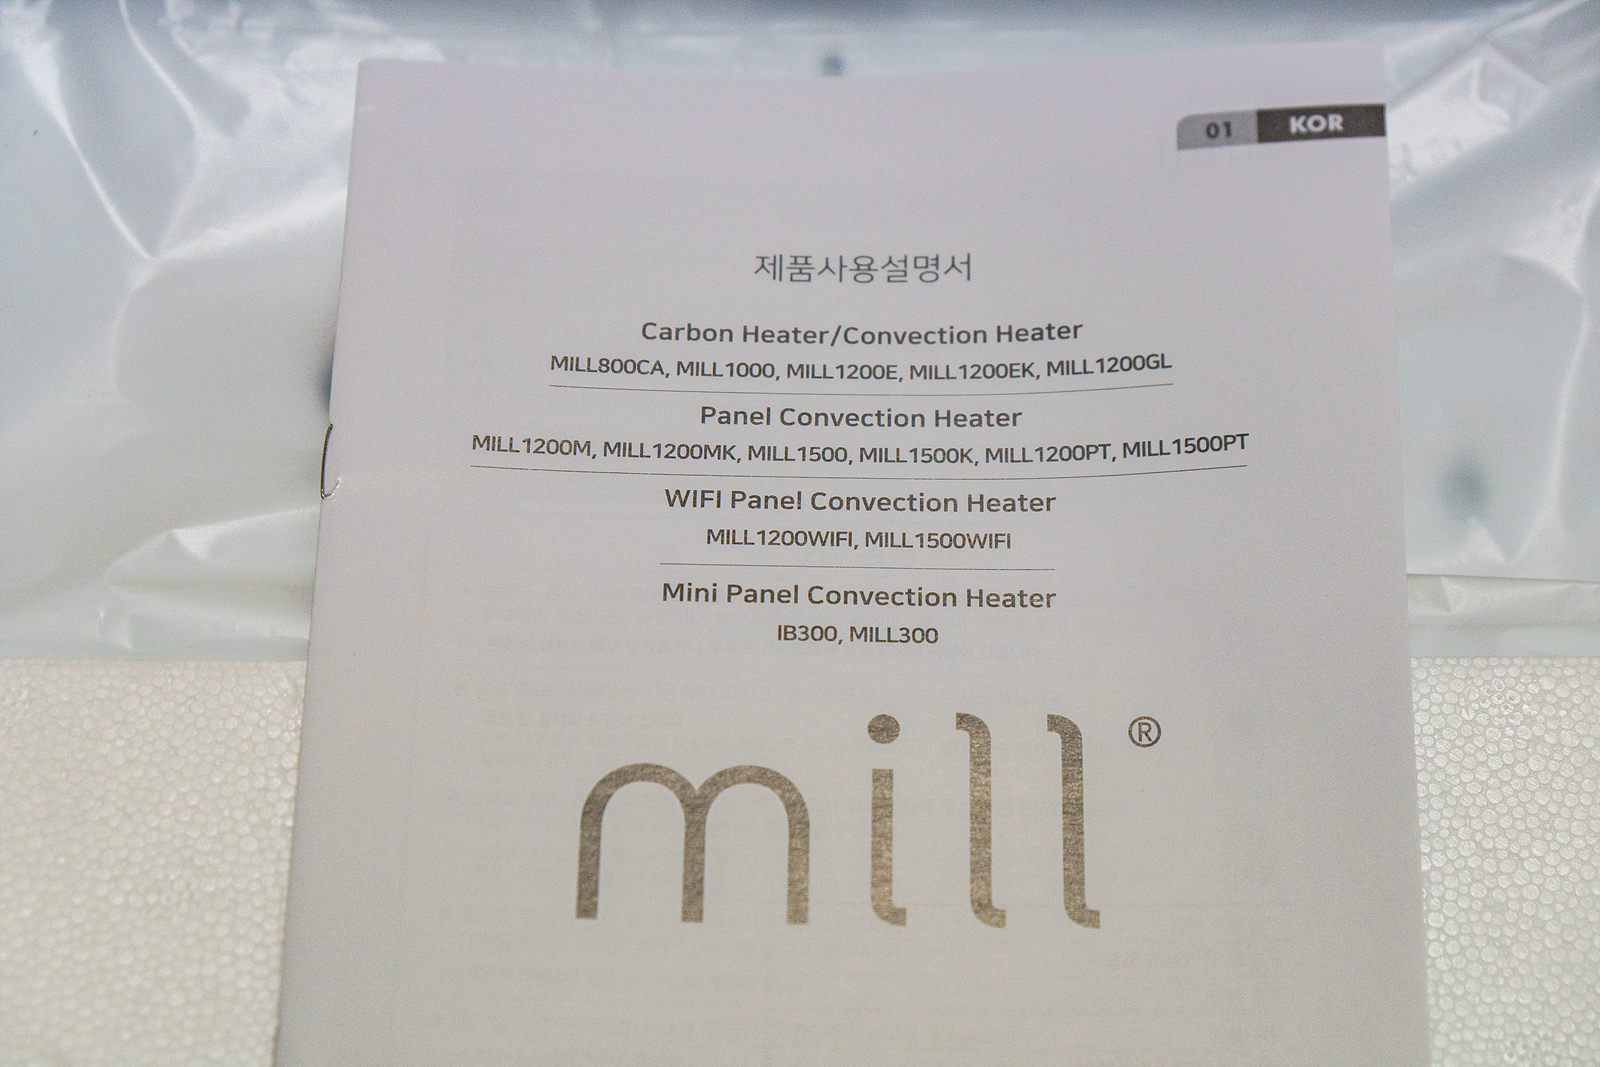 01 KOR
제품사용설명서
Carbon Heater/Convection Heater
MILL800CA, MILL1000, MILL1200E, MILL1200EK, MILL1200GL
Panel Convection Heater
MILL1200M, MILL1200MK, MILL1500, MILL1500K, MILL1200PT, MILL1500PT
WIFI Panel Convection Heater
MILL1200WIFI, MILL1500WIFI
Mini Panel Convection Heater
IB300, MILL300
mill®